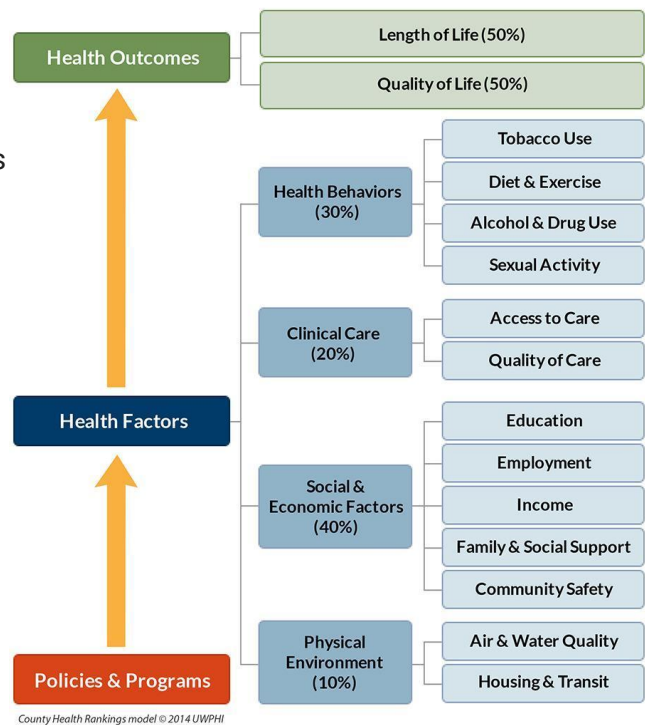 Health Outcomes
Length of Life (50%)
Quality of Life (50%)
s
Health Factors
Health Behaviors
(30%)
Tobacco Use
Diet & Exercise
Alcohol & Drug Use
Sexual Activity
Clinical Care
(20%)
Access to Care
Quality of Care
Social &
Economic Factors
(40%)
Education
Employment
Income
Family & Social Support
Community Safety
Physical
Environment
(10%)
Air & Water Quality
Housing & Transit
Policies & Programs
County Health Rankings model © 2014 UWPHI